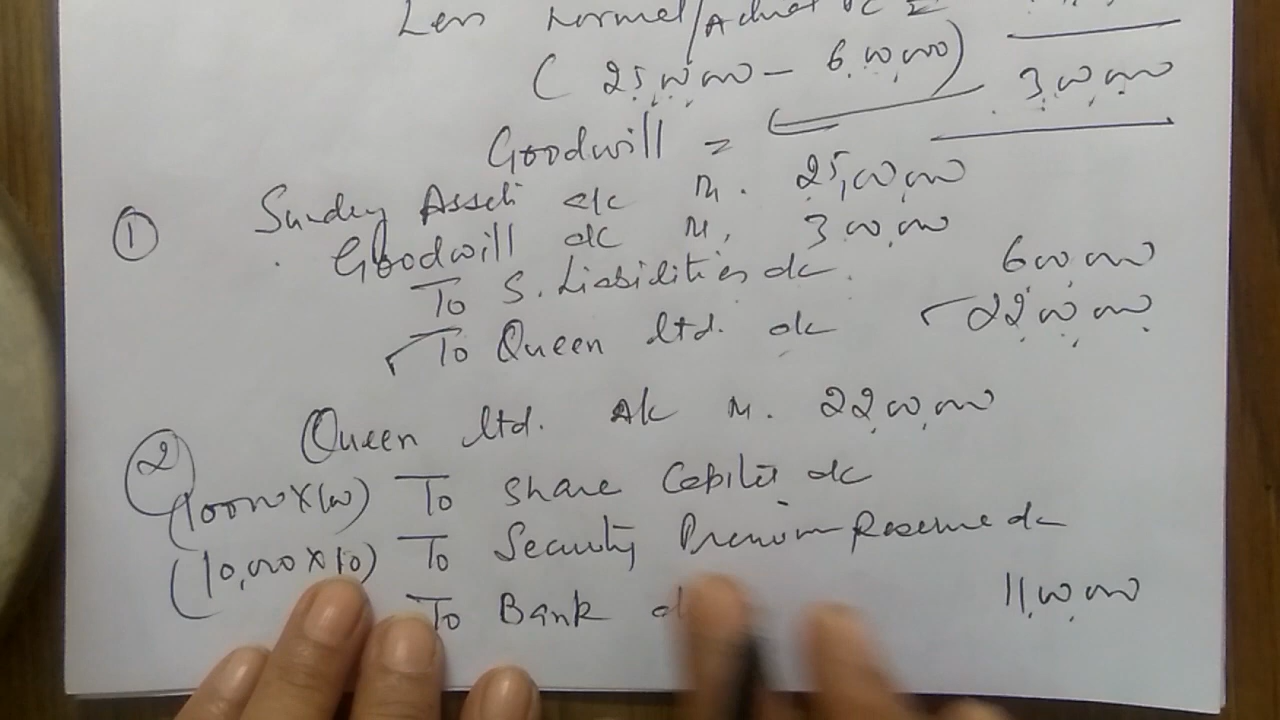 Less Normal/Actual
( 25,00,000 – 6,00,000) 3,00,000
Goodwill =
① Sundry Assets a/c Dr. 25,00,000
Goodwill a/c Dr. 3,00,000
To S. Liabilities a/c 6,00,000
To Queen ltd. a/c 22,00,000
② Queen ltd. A/c Dr. 22,00,000
(10000×100) To Share Capital a/c
(10,000×10) To Security Premium Reserve a/c
To Bank 11,00,000